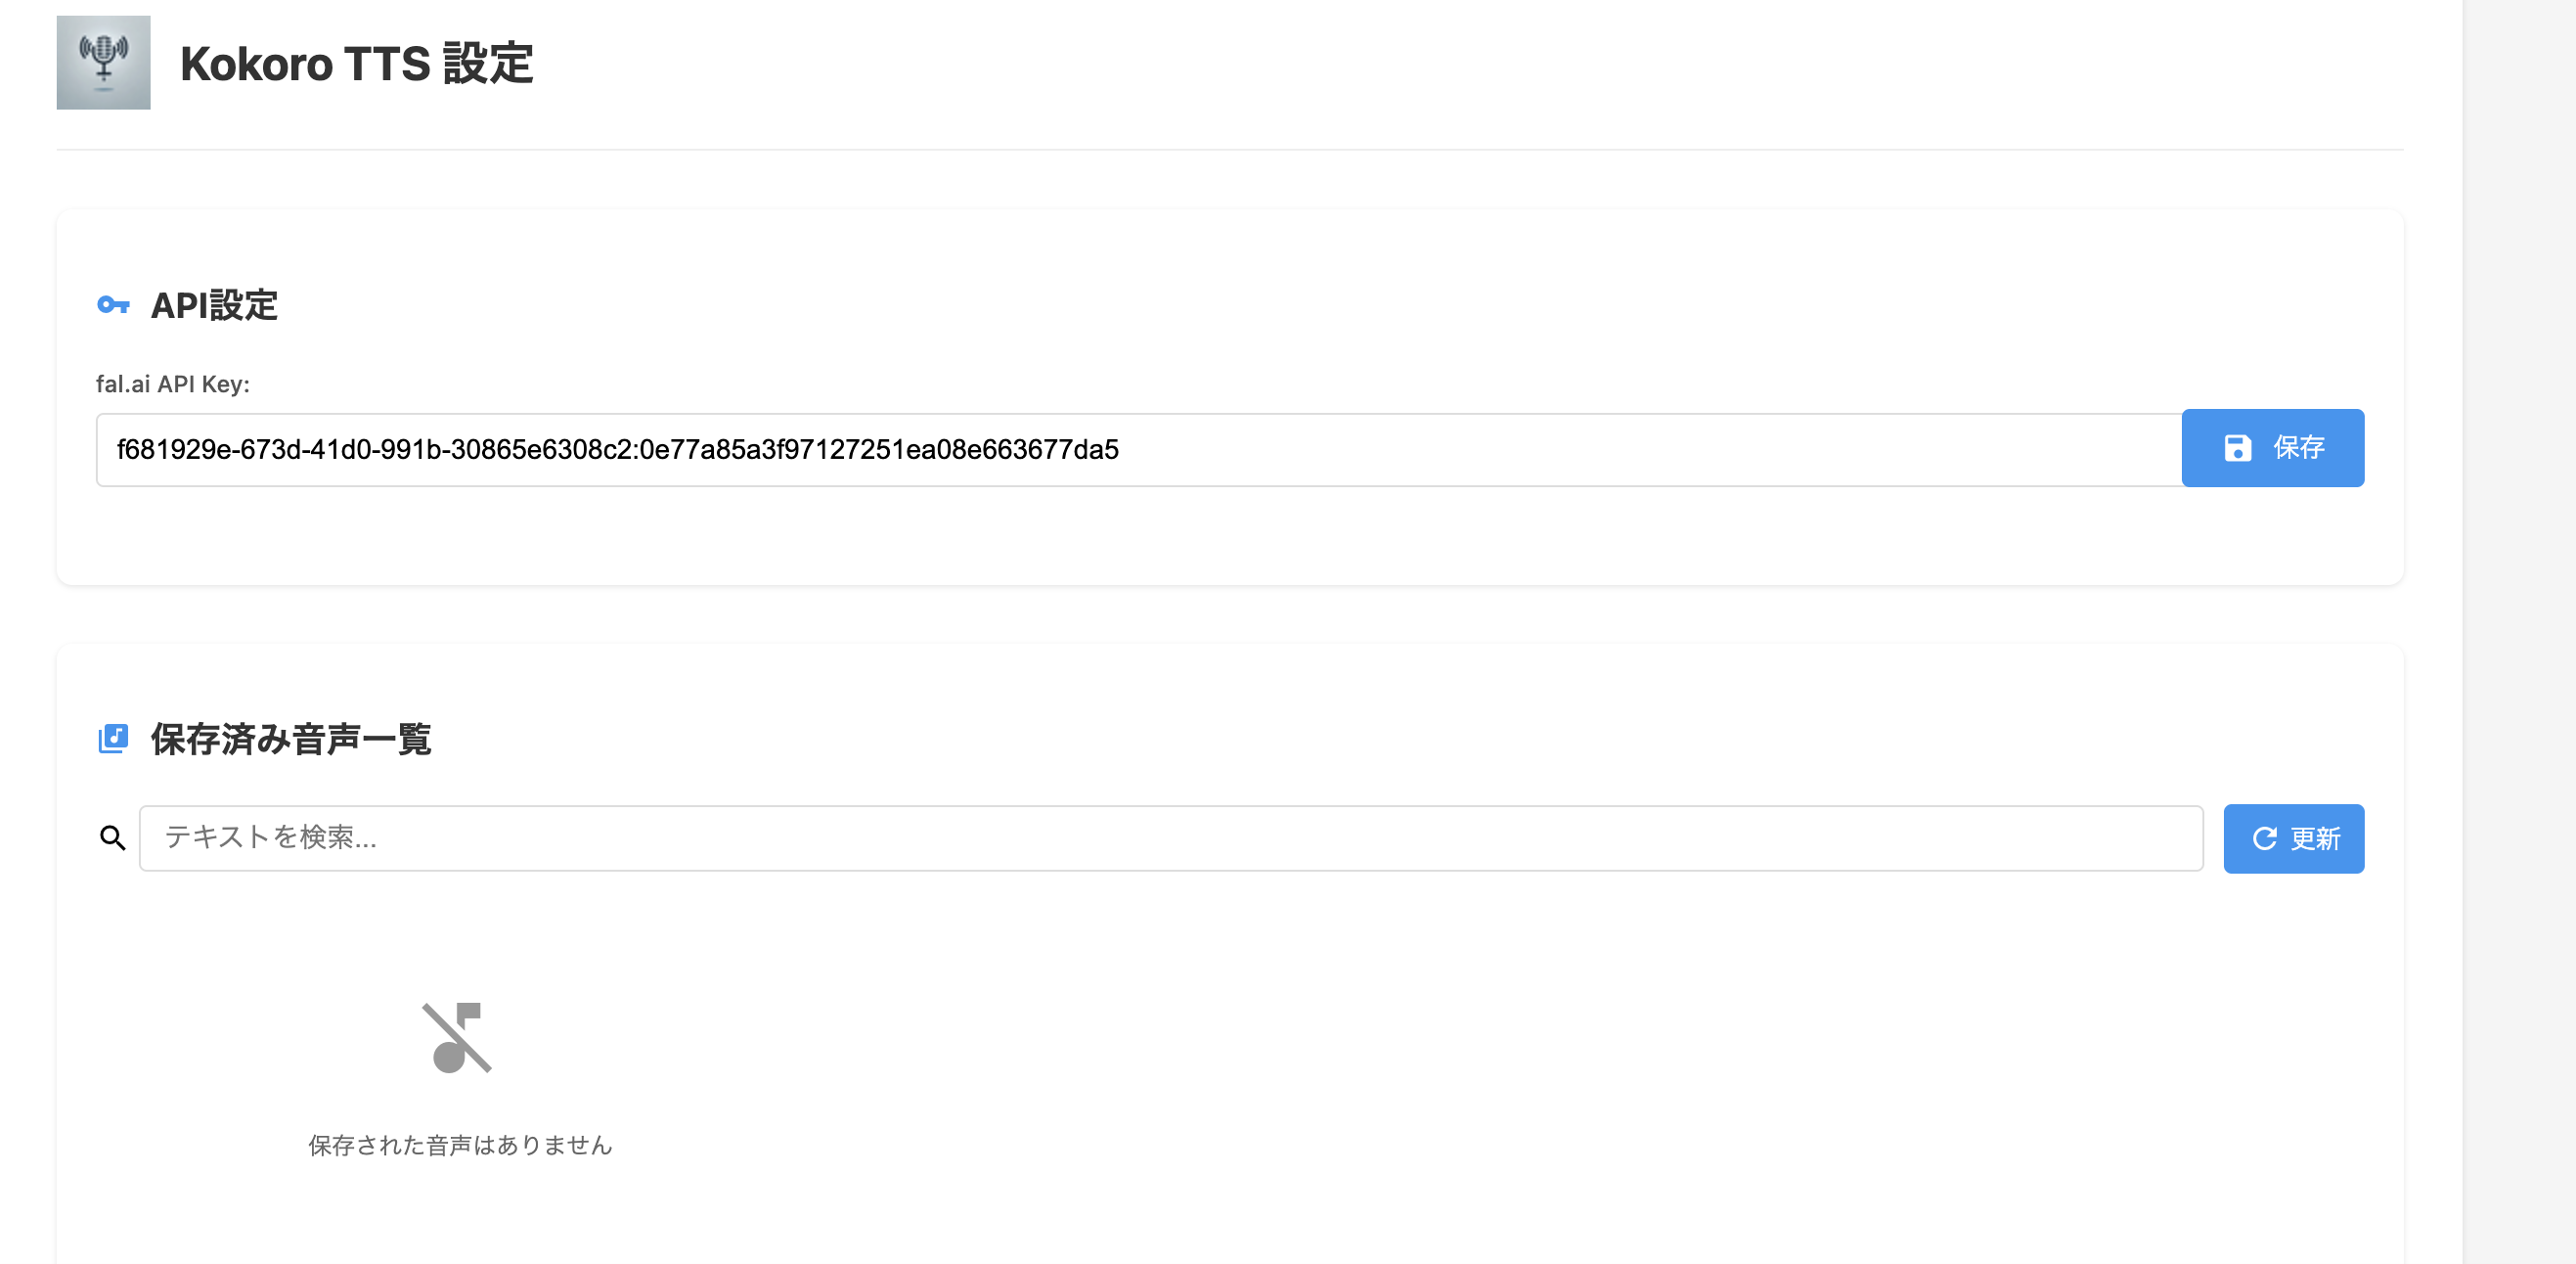 Kokoro TTS 設定
API設定
fal.ai API Key:
f681929e-673d-41d0-991b-30865e6308c2:0e77a85a3f97127251ea08e663677da5
保存
保存済み音声一覧
テキストを検索...
更新
保存された音声はありません